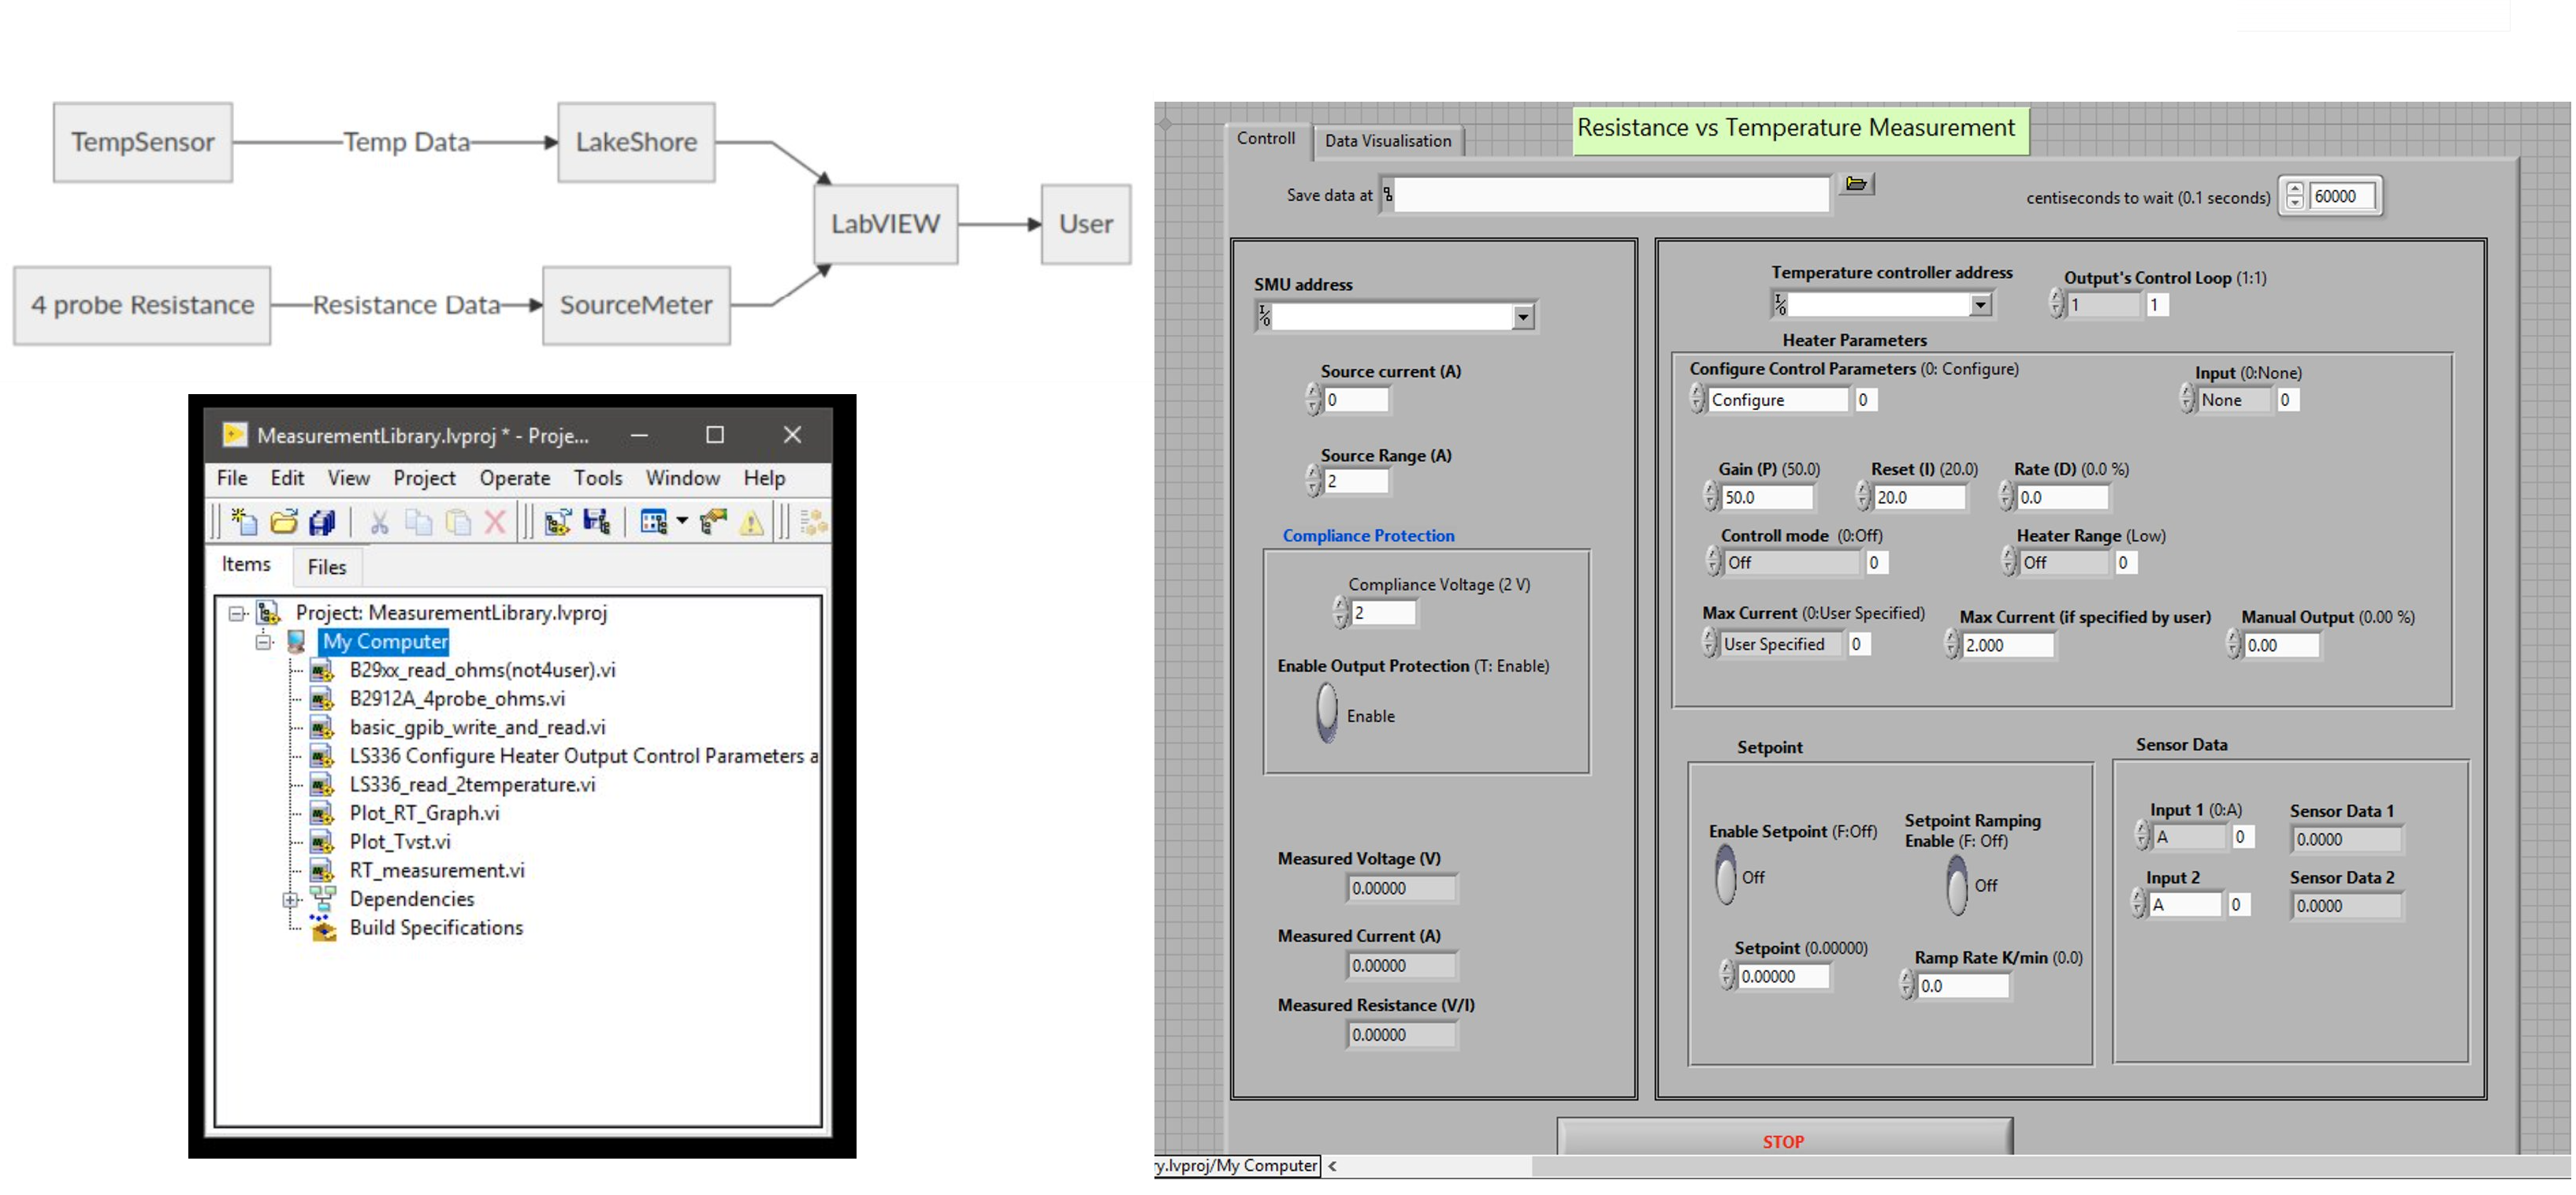 TempSensor
Temp Data
LakeShore
LabVIEW
User
4 probe Resistance
Resistance Data
SourceMeter
MeasurementLibrary.lvproj * - Proje...
File Edit View Project Operate Tools Window Help
Items Files
Project: MeasurementLibrary.lvproj
My Computer
B29xx_read_ohms(not4user).vi
B2912A_4probe_ohms.vi
basic_gpib_write_and_read.vi
LS336 Configure Heater Output Control Parameters a
LS336_read_2temperature.vi
Plot_RT_Graph.vi
Plot_Tvst.vi
RT_measurement.vi
Dependencies
Build Specifications
Resistance vs Temperature Measurement
Controll Data Visualisation
Save data at
centiseconds to wait (0.1 seconds) 60000
SMU address
Source current (A)
0
Source Range (A)
2
Compliance Protection
Compliance Voltage (2 V)
2
Enable Output Protection (T: Enable)
Enable
Measured Voltage (V)
0.00000
Measured Current (A)
0.00000
Measured Resistance (V/I)
0.00000
Temperature controller address
Output's Control Loop (1:1)
1 1
Heater Parameters
Configure Control Parameters (0: Configure)
Configure 0
Input (0:None)
None 0
Gain (P) (50.0) Reset (I) (20.0) Rate (D) (0.0 %)
50.0 20.0 0.0
Controll mode (0:Off) Heater Range (Low)
Off 0 Off 0
Max Current (0:User Specified) Max Current (if specified by user) Manual Output (0.00 %)
User Specified 0 2.000 0.00
Setpoint
Enable Setpoint (F:Off)
Off
Setpoint Ramping
Enable (F: Off)
Off
Setpoint (0.00000)
0.00000
Ramp Rate K/min (0.0)
0.0
Sensor Data
Input 1 (0:A) Sensor Data 1
A 0 0.0000
Input 2 Sensor Data 2
A 0 0.0000
STOP
ry.lvproj/My Computer <